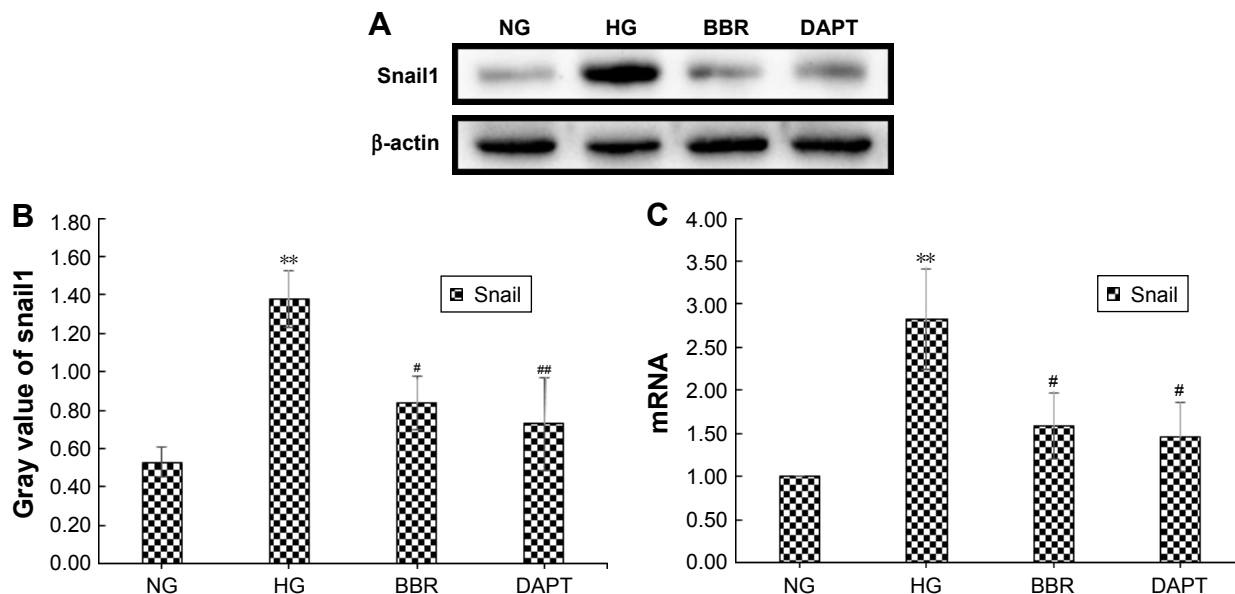 A
NG HG BBR DAPT
Snail1
β-actin
B
Gray value of snail1
1.80
1.60
1.40
1.20
1.00
0.80
0.60
0.40
0.20
0.00
**
#
##
Snail
NG HG BBR DAPT
C
mRNA
4.00
3.50
3.00
2.50
2.00
1.50
1.00
0.50
0.00
**
#
#
Snail
NG HG BBR DAPT